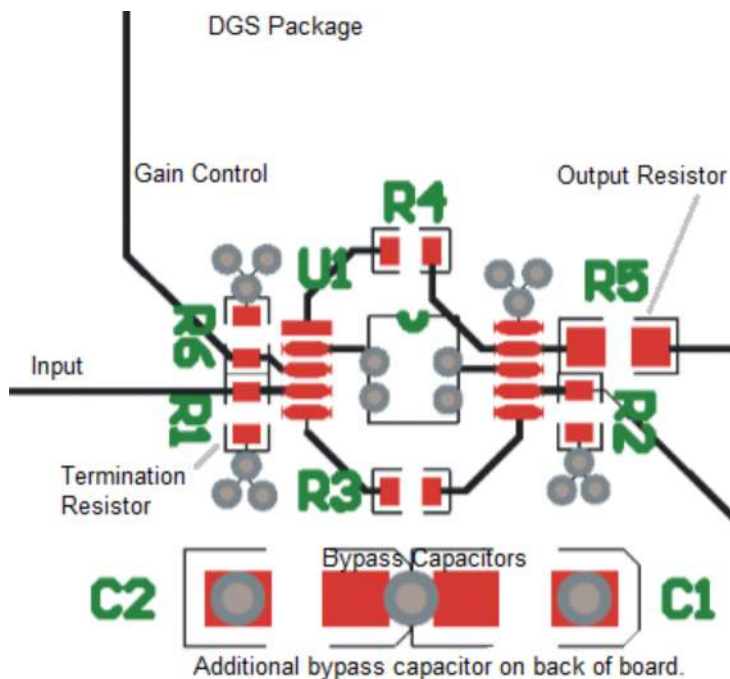 DGS Package
Gain Control
Output Resistor
R4
U1
R5
R6
Input
R1
R2
Termination
Resistor
R3
Bypass Capacitors
C2
C1
Additional bypass capacitor on back of board.